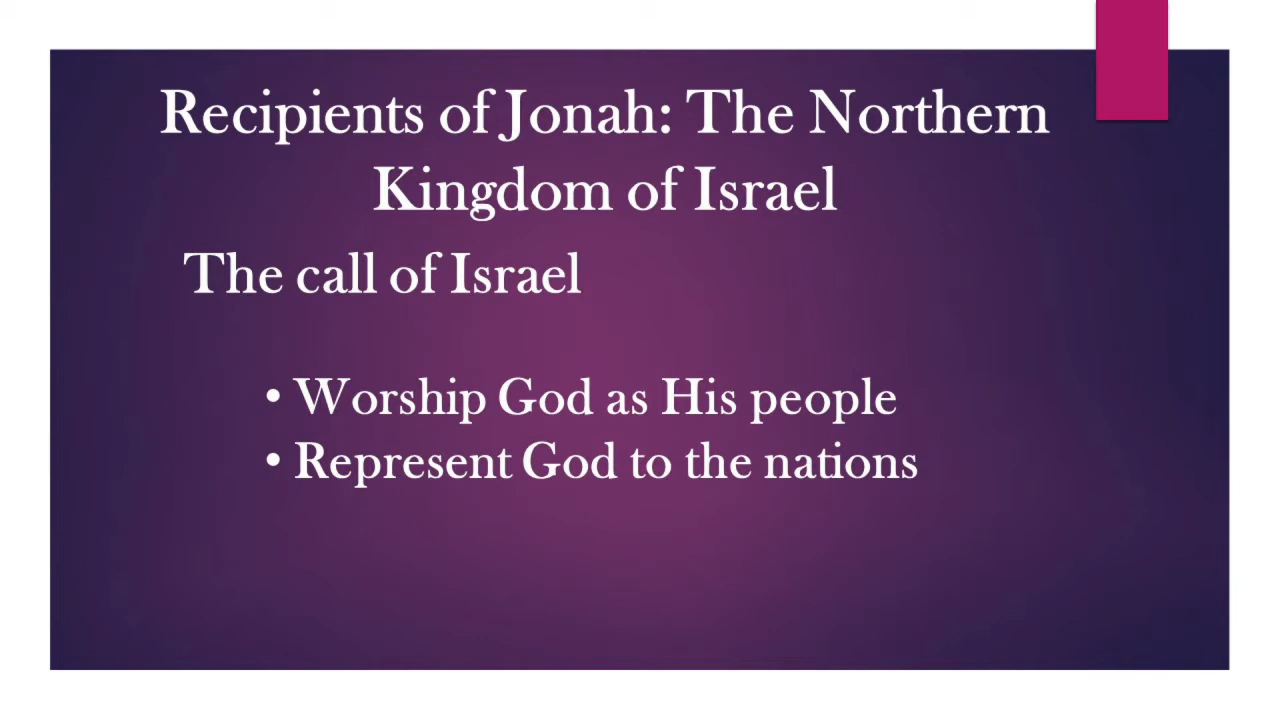 Recipients of Jonah: The Northern
Kingdom of Israel
The call of Israel
• Worship God as His people
• Represent God to the nations